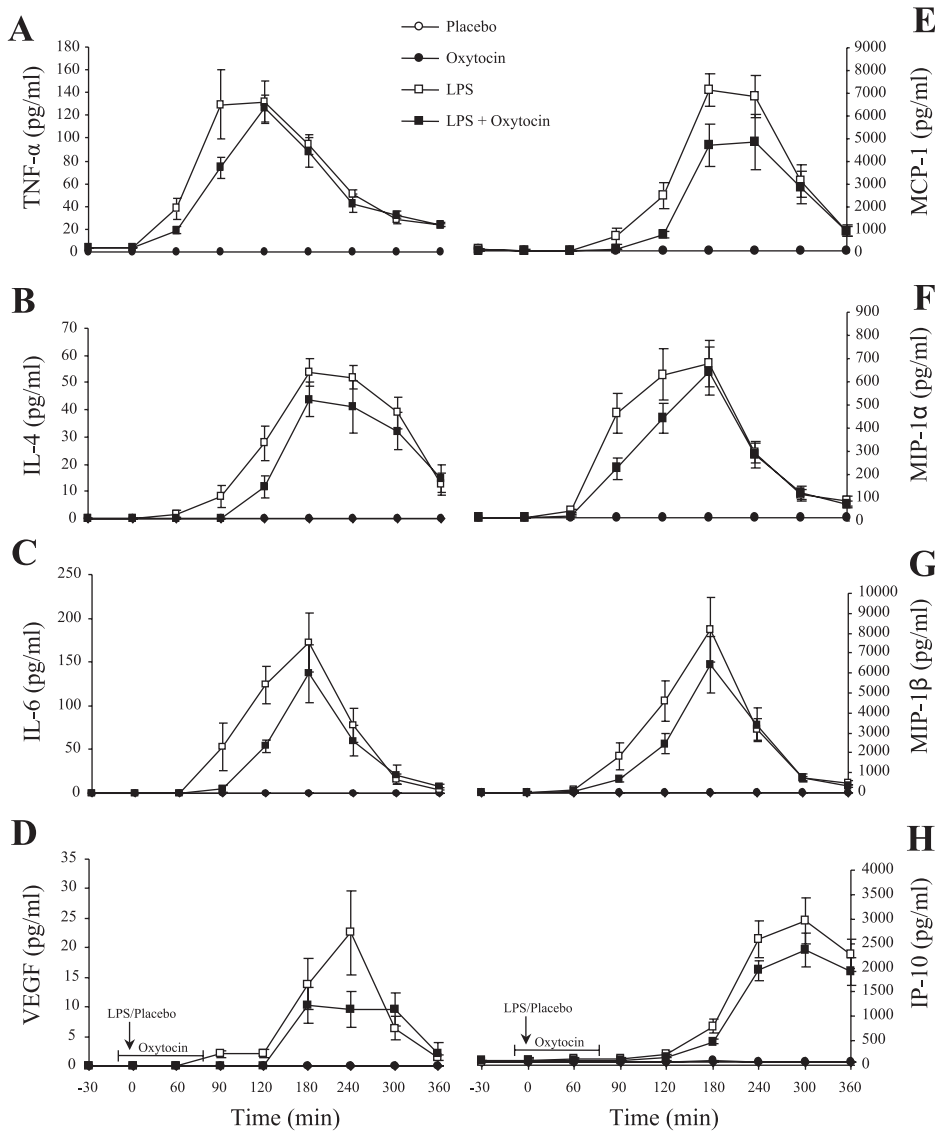 Placebo
Oxytocin
LPS
LPS + Oxytocin
A
TNF-α (pg/ml)
180
160
140
120
100
80
60
40
20
0
E
MCP-1 (pg/ml)
9000
8000
7000
6000
5000
4000
3000
2000
1000
0
B
IL-4 (pg/ml)
70
60
50
40
30
20
10
0
F
MIP-1α (pg/ml)
900
800
700
600
500
400
300
200
100
0
C
IL-6 (pg/ml)
250
200
150
100
50
0
G
MIP-1β (pg/ml)
10000
9000
8000
7000
6000
5000
4000
3000
2000
1000
0
D
VEGF (pg/ml)
35
30
25
20
15
10
5
0
LPS/Placebo
Oxytocin
-30 0 60 90 120 180 240 300 360
Time (min)
H
IP-10 (pg/ml)
4000
3500
3000
2500
2000
1500
1000
500
0
LPS/Placebo
Oxytocin
-30 0 60 90 120 180 240 300 360
Time (min)